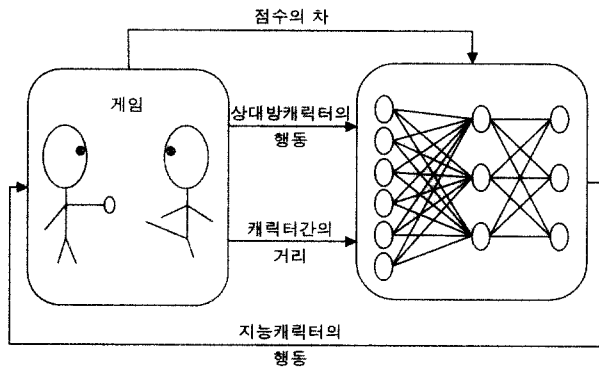 점수의 차
게임
상대방캐릭터의
행동
캐릭터간의
거리
지능캐릭터의
행동